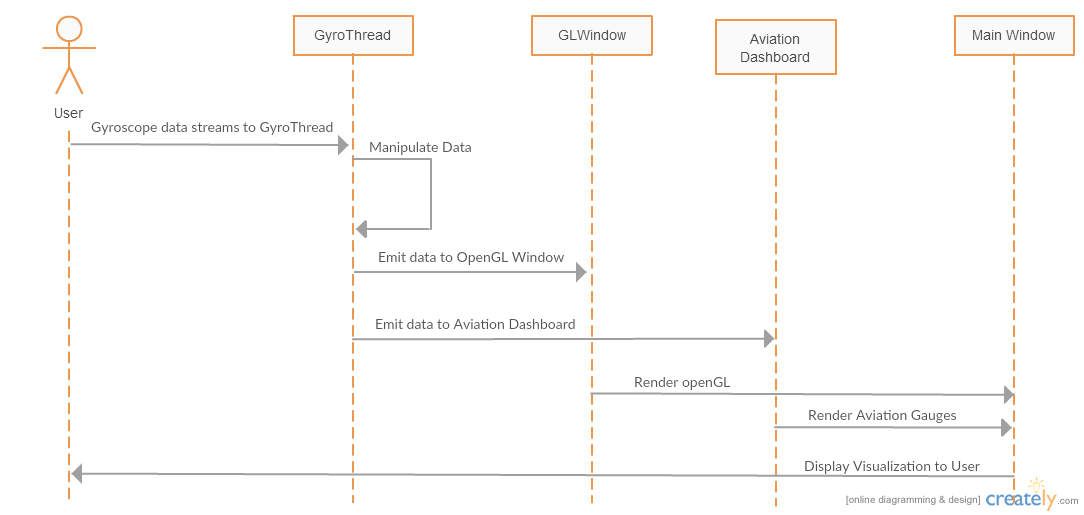 GyroThread
GLWindow
Aviation
Dashboard
Main Window
User
Gyroscope data streams to GyroThread
Manipulate Data
Emit data to OpenGL Window
Emit data to Aviation Dashboard
Render openGL
Render Aviation Gauges
Display Visualization to User
[online diagramming & design] creately.com